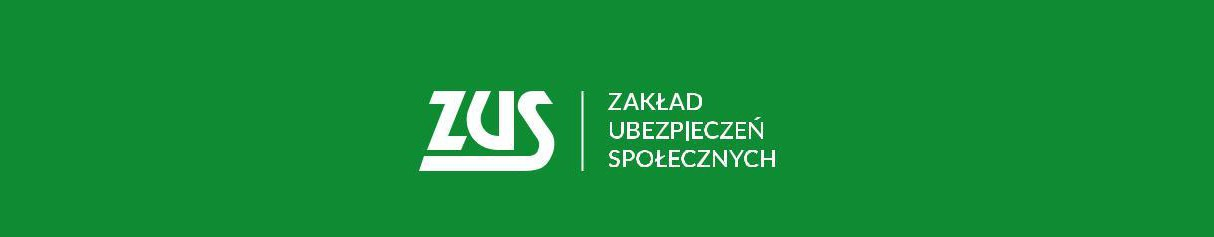 ZUS
ZAKŁAD
UBEZPIECZEŃ
SPOŁECZNYCH